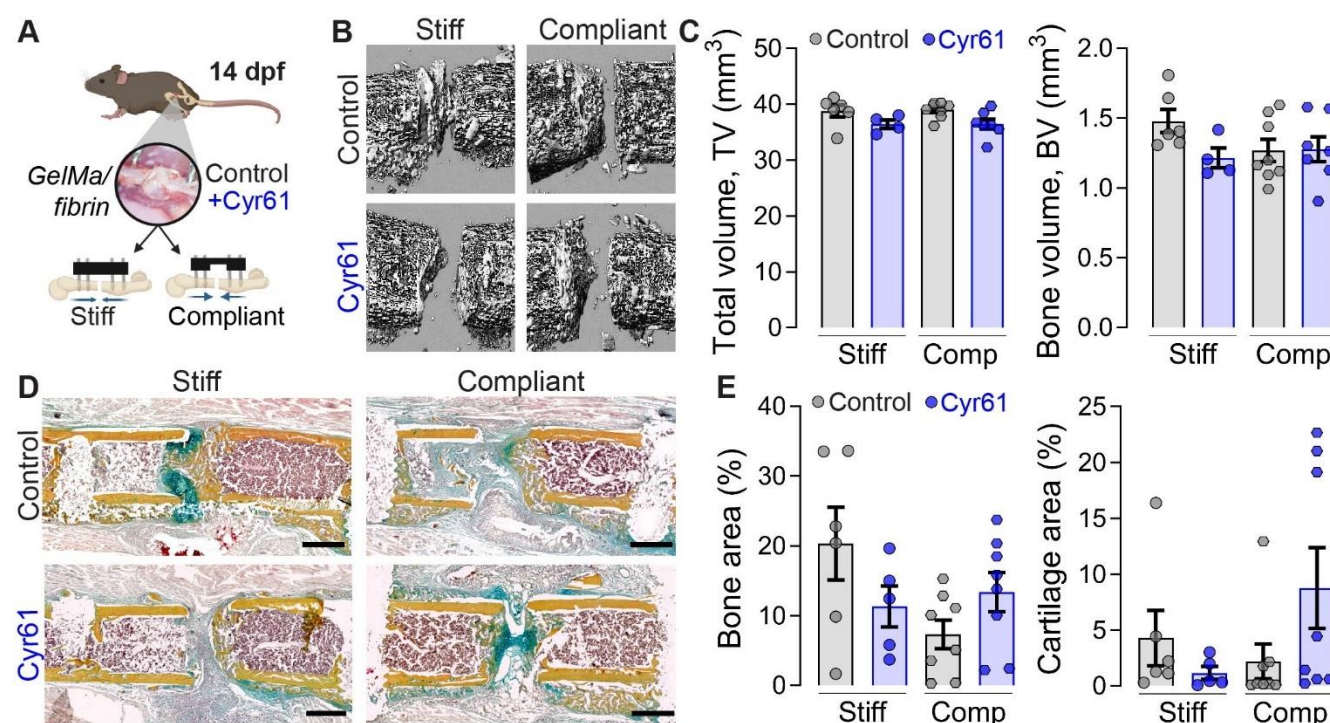 A
14 dpf
GelMa/
fibrin
Control
+Cyr61
Stiff
Compliant
B
Stiff
Compliant
Control
Cyr61
C
Control
Cyr61
Total volume, TV (mm³)
50
40
30
20
10
0
Stiff
Comp
Bone volume, BV (mm³)
2.0
1.5
1.0
0.5
0.0
Stiff
Comp
D
Stiff
Compliant
Control
Cyr61
E
Control
Cyr61
Bone area (%)
40
30
20
10
0
Stiff
Comp
Cartilage area (%)
25
20
15
10
5
0
Stiff
Comp